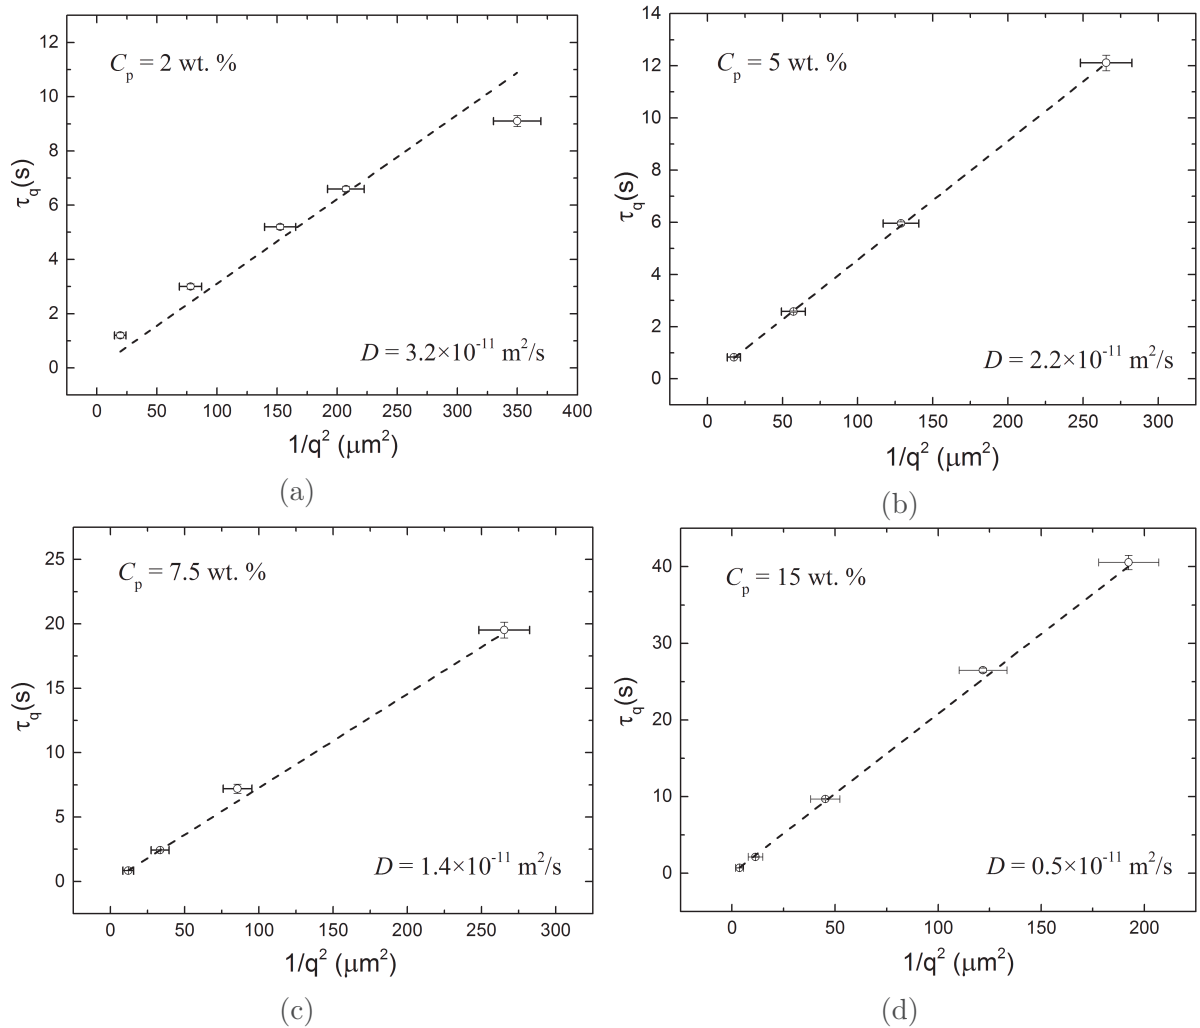 C_p = 2 wt. %
12
10
8
6
4
2
0
τ_q(s)
D = 3.2×10^-11 m^2/s
0 50 100 150 200 250 300 350 400
1/q^2 (μm^2)
(a)
C_p = 5 wt. %
14
12
10
8
6
4
2
0
τ_q(s)
D = 2.2×10^-11 m^2/s
0 50 100 150 200 250 300
1/q^2 (μm^2)
(b)
C_p = 7.5 wt. %
25
20
15
10
5
0
τ_q(s)
D = 1.4×10^-11 m^2/s
0 50 100 150 200 250 300
1/q^2 (μm^2)
(c)
C_p = 15 wt. %
40
30
20
10
0
τ_q(s)
D = 0.5×10^-11 m^2/s
0 50 100 150 200
1/q^2 (μm^2)
(d)